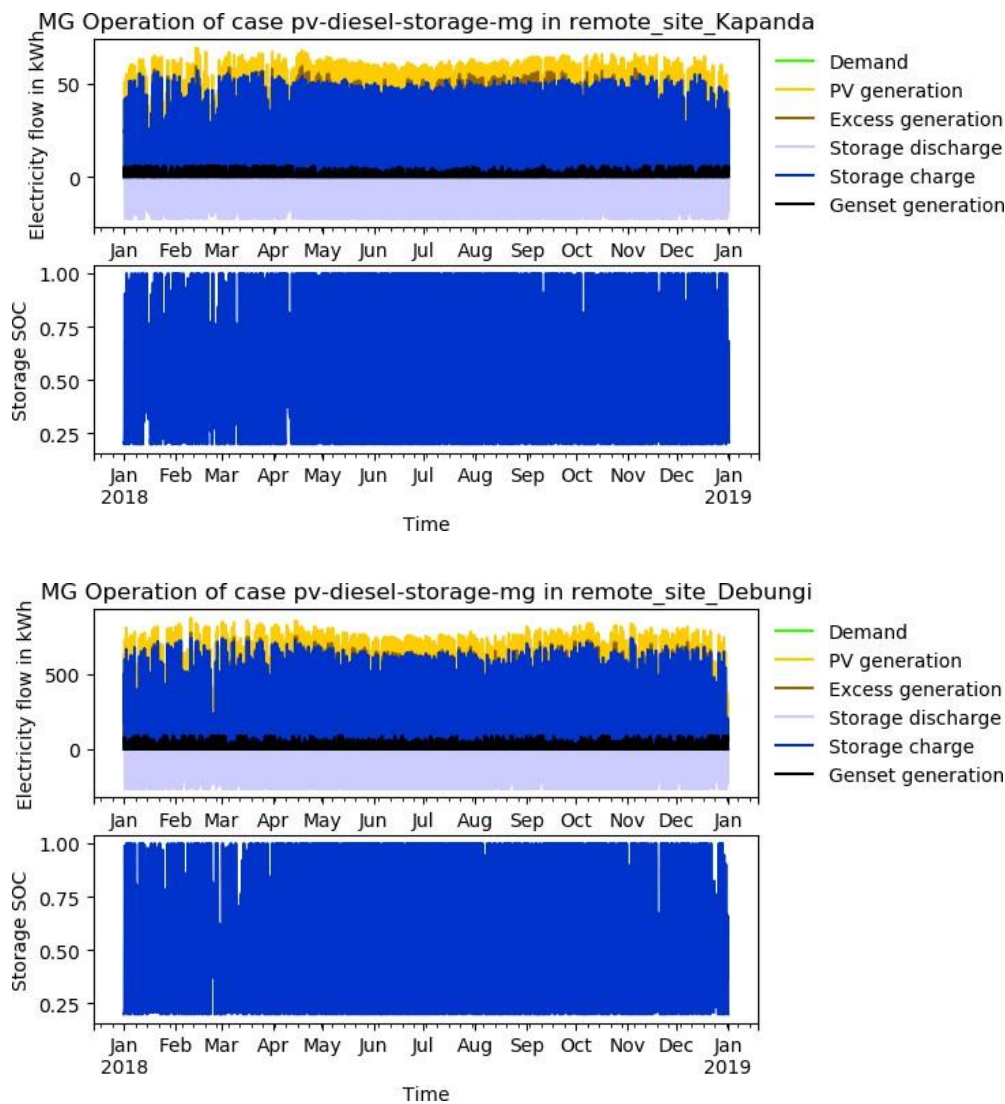 MG Operation of case pv-diesel-storage-mg in remote_site_Kapanda
Electricity flow in kWh
50
0
Jan Feb Mar Apr May Jun Jul Aug Sep Oct Nov Dec Jan
Demand
PV generation
Excess generation
Storage discharge
Storage charge
Genset generation
Storage SOC
1.00
0.75
0.50
0.25
Jan Feb Mar Apr May Jun Jul Aug Sep Oct Nov Dec Jan
2018 2019
Time
MG Operation of case pv-diesel-storage-mg in remote_site_Debungi
Electricity flow in kWh
500
0
Jan Feb Mar Apr May Jun Jul Aug Sep Oct Nov Dec Jan
Demand
PV generation
Excess generation
Storage discharge
Storage charge
Genset generation
Storage SOC
1.00
0.75
0.50
0.25
Jan Feb Mar Apr May Jun Jul Aug Sep Oct Nov Dec Jan
2018 2019
Time